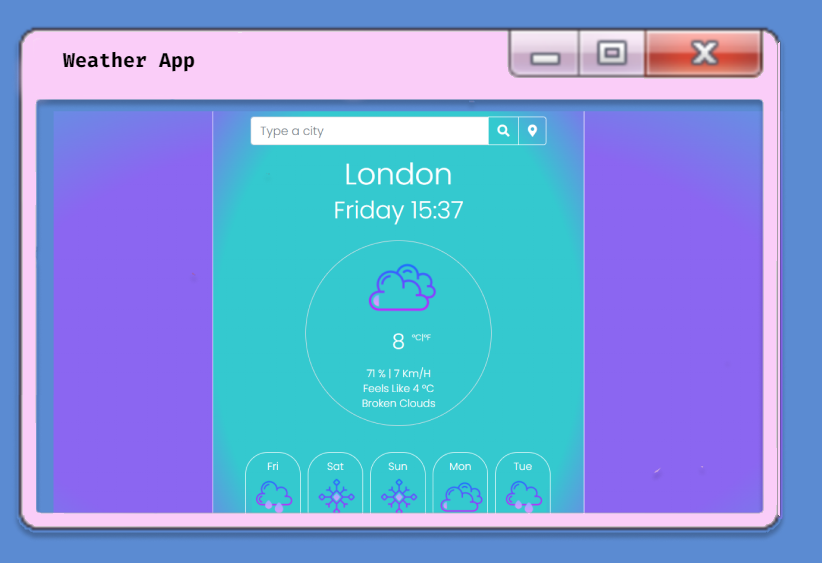 Weather App
Type a city
London
Friday 15:37
8 °C|°F
71 % | 7 Km/H
Feels Like 4 °C
Broken Clouds
Fri Sat Sun Mon Tue